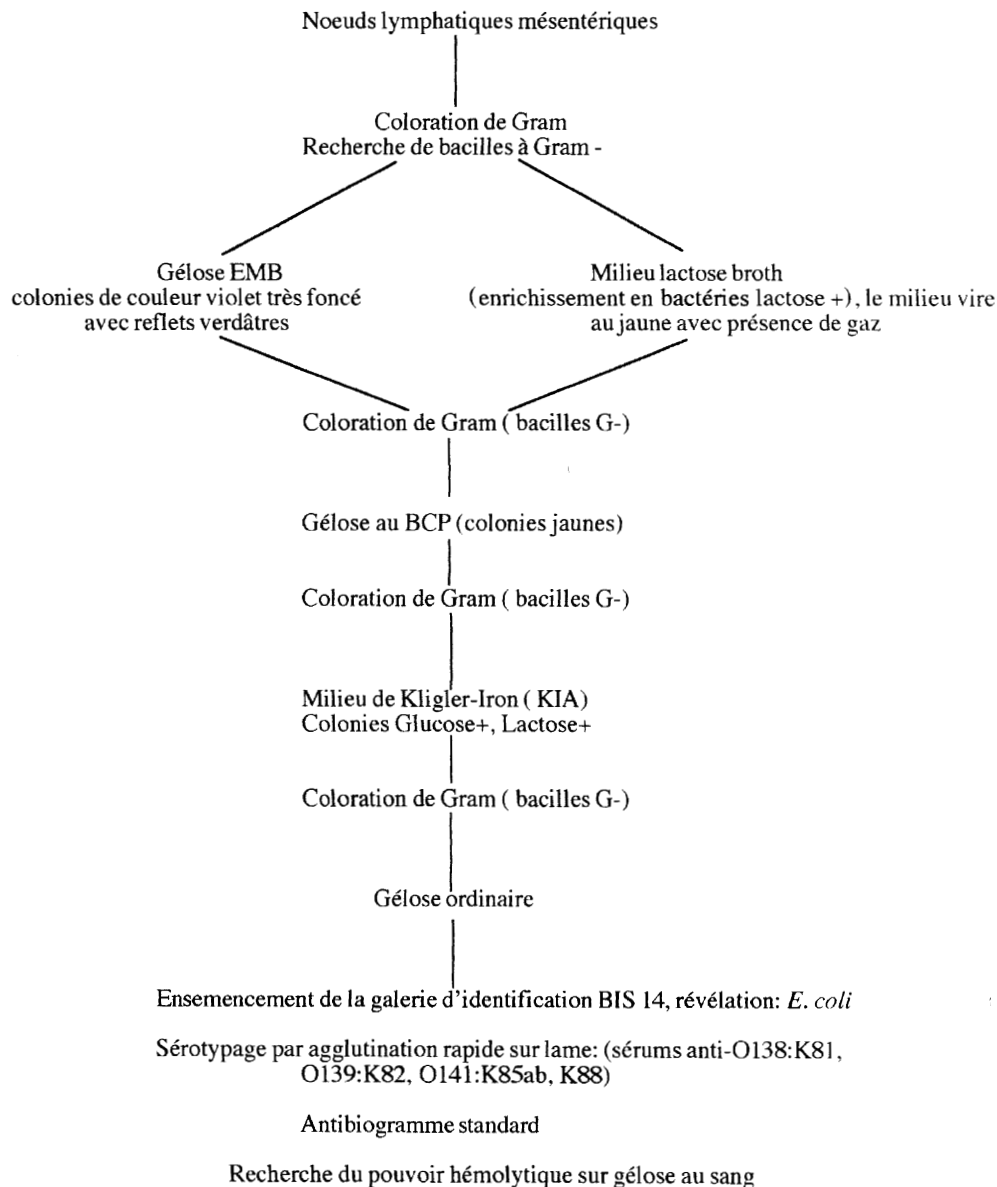 Noeuds lymphatiques mésentériques
Coloration de Gram
Recherche de bacilles à Gram -
Gélose EMB
colonies de couleur violet très foncé
avec reflets verdâtres
Milieu lactose broth
(enrichissement en bactéries lactose +), le milieu vire
au jaune avec présence de gaz
Coloration de Gram ( bacilles G-)
Gélose au BCP (colonies jaunes)
Coloration de Gram ( bacilles G-)
Milieu de Kligler-Iron ( KIA)
Colonies Glucose+, Lactose+
Coloration de Gram ( bacilles G-)
Gélose ordinaire
Ensemencement de la galerie d'identification BIS 14, révélation: E. coli
Sérotypage par agglutination rapide sur lame: (sérums anti-O138:K81,
O139:K82, O141:K85ab, K88)
Antibiogramme standard
Recherche du pouvoir hémolytique sur gélose au sang